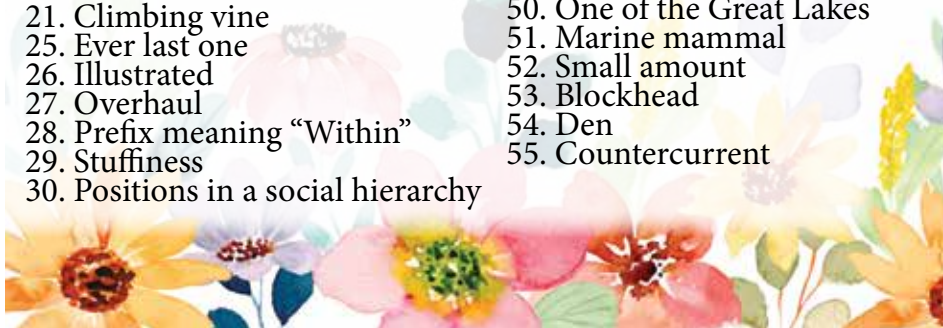 21. Climbing vine
25. Ever last one
26. Illustrated
27. Overhaul
28. Prefix meaning “Within”
29. Stuffiness
30. Positions in a social hierarchy
50. One of the Great Lakes
51. Marine mammal
52. Small amount
53. Blockhead
54. Den
55. Countercurrent